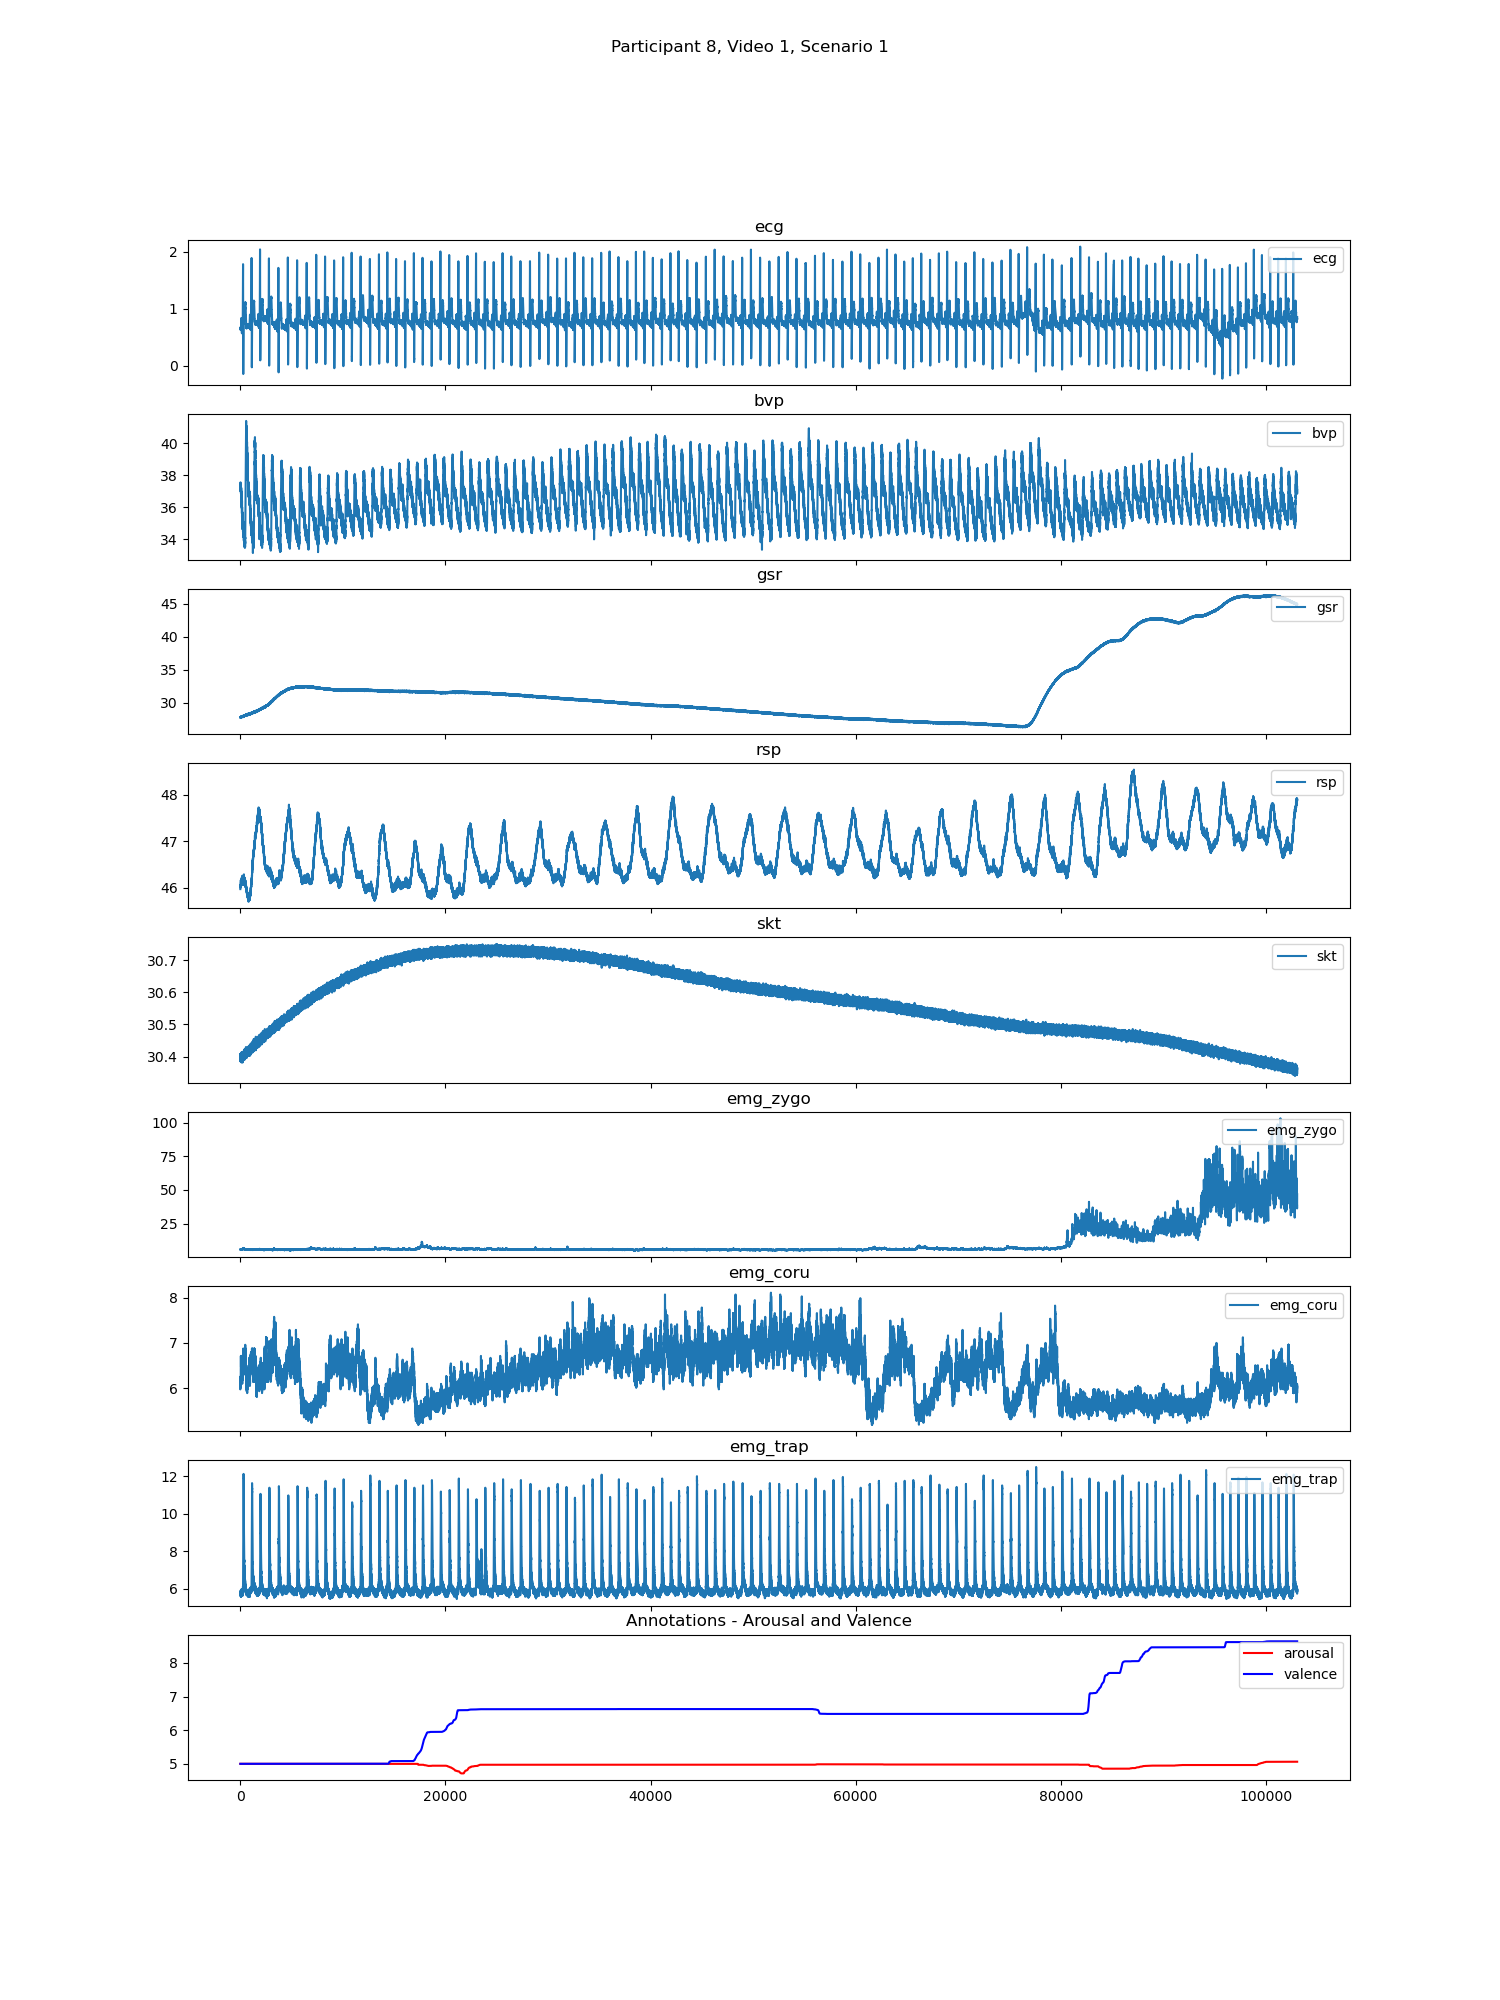 Participant 8, Video 1, Scenario 1
ecg
2
1
0
ecg
bvp
40
38
36
34
bvp
gsr
45
40
35
30
gsr
rsp
48
47
46
rsp
skt
30.7
30.6
30.5
30.4
skt
emg_zygo
100
75
50
25
emg_zygo
emg_coru
8
7
6
emg_coru
emg_trap
12
10
8
6
emg_trap
Annotations - Arousal and Valence
8
7
6
5
arousal
valence
0 20000 40000 60000 80000 100000